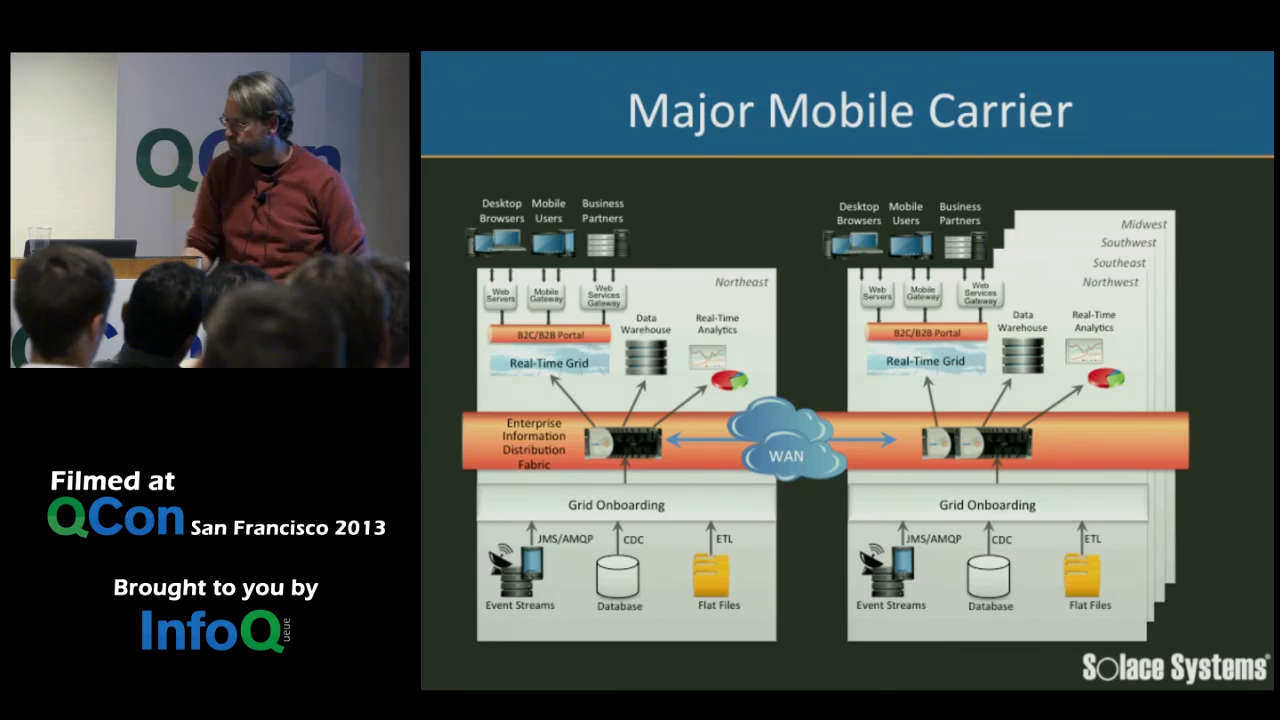 QCon
Filmed at
QCon San Francisco 2013
Brought to you by
InfoQ
ueue
Major Mobile Carrier
Desktop
Browsers
Mobile
Users
Business
Partners
Northeast
Web
Servers
Mobile
Gateway
Web
Services
Gateway
B2C/B2B Portal
Real-Time Grid
Data
Warehouse
Real-Time
Analytics
Enterprise
Information
Distribution
Fabric
WAN
Grid Onboarding
JMS/AMQP
CDC
ETL
Event Streams
Database
Flat Files
Desktop
Browsers
Mobile
Users
Business
Partners
Midwest
Southwest
Southeast
Northwest
Web
Servers
Mobile
Gateway
Web
Services
Gateway
B2C/B2B Portal
Real-Time Grid
Data
Warehouse
Real-Time
Analytics
Grid Onboarding
JMS/AMQP
CDC
ETL
Event Streams
Database
Flat Files
Solace Systems